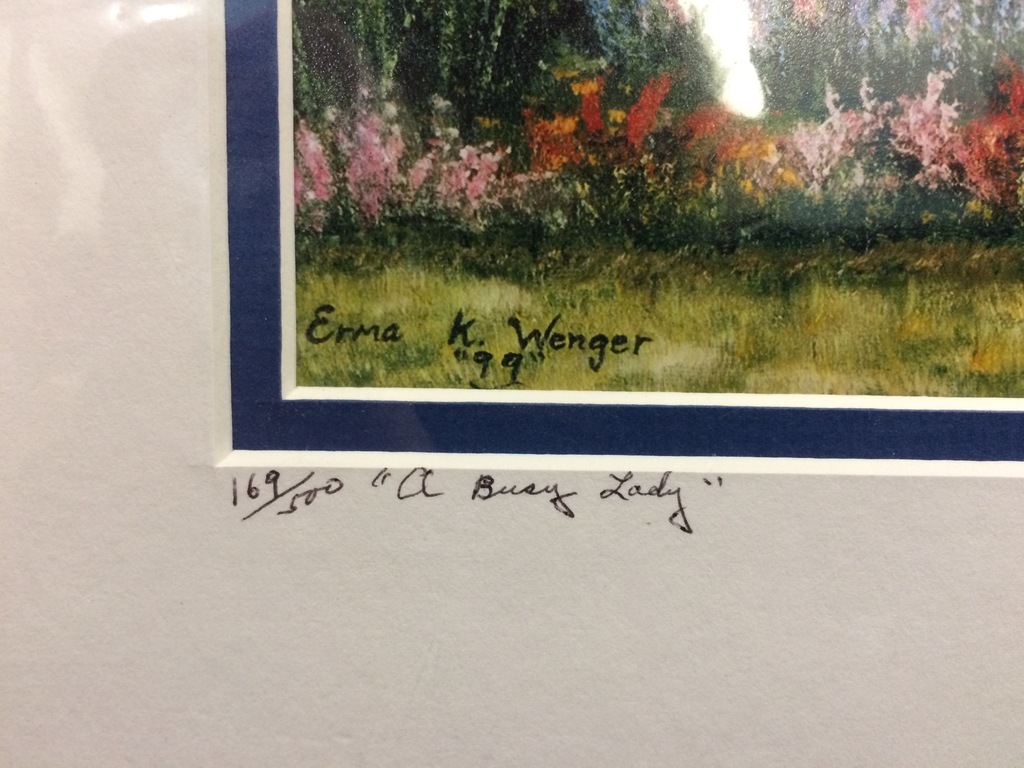 Erma K. Wenger
"99"
169/500 "A Busy Lady"